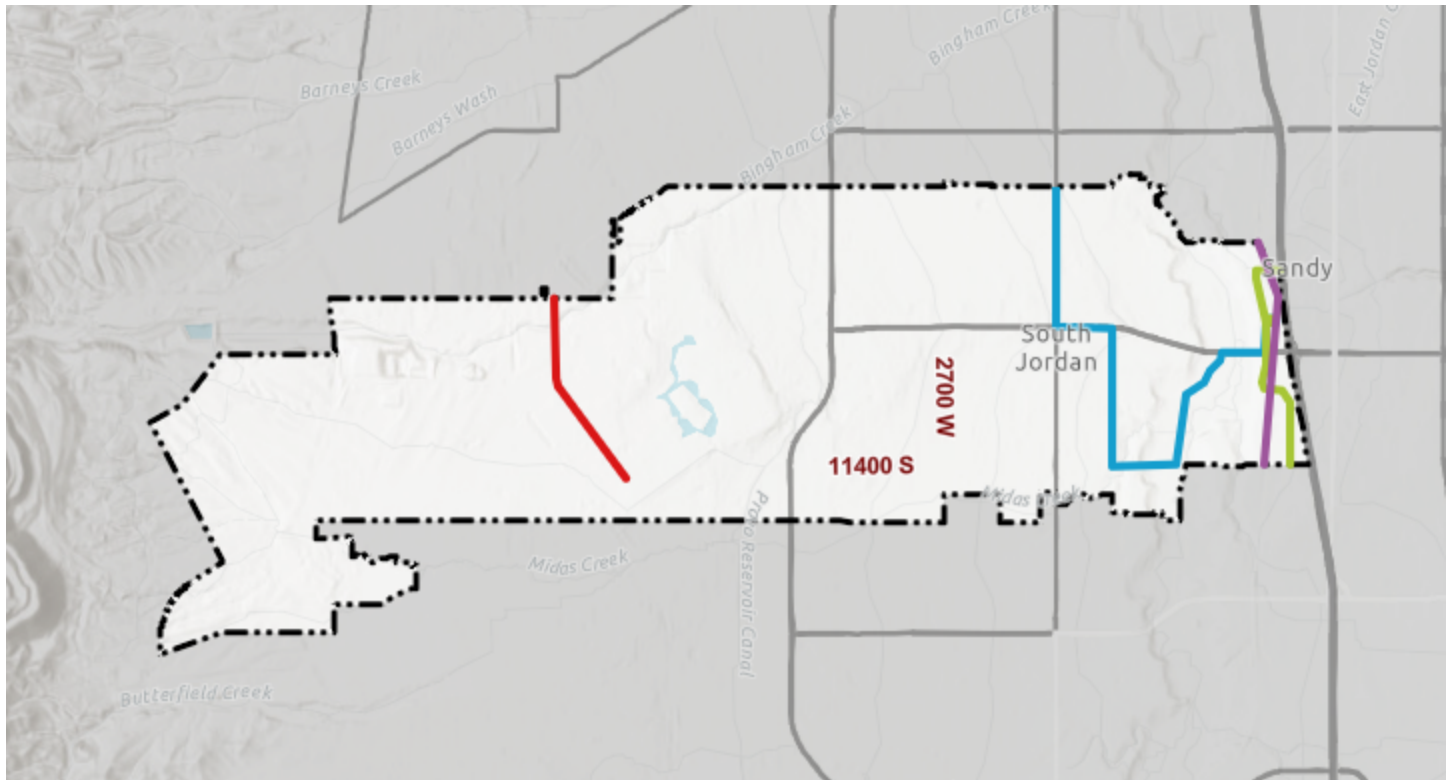 Bingham Creek
East Jordan C
Barneys Creek
Barneys Wash
Bingham Creek
Sandy
South
Jordan
2700 W
11400 S
Midas Creek
Provo Reservoir Canal
Midas Creek
Butterfield Creek